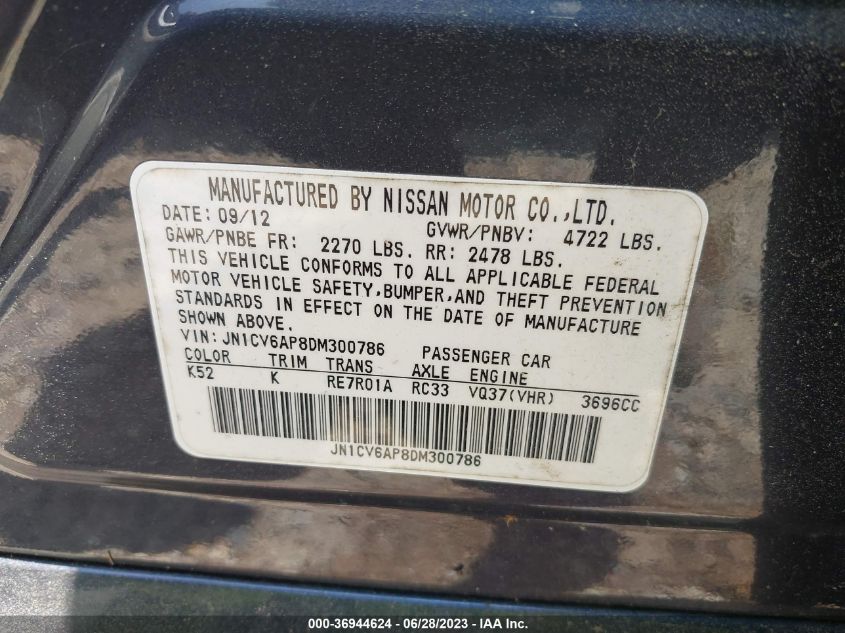 MANUFACTURED BY NISSAN MOTOR CO.,LTD.
DATE: 09/12 GVWR/PNBV: 4722 LBS.
GAWR/PNBE FR: 2270 LBS. RR: 2478 LBS.
THIS VEHICLE CONFORMS TO ALL APPLICABLE FEDERAL
MOTOR VEHICLE SAFETY,BUMPER,AND THEFT PREVENTION
STANDARDS IN EFFECT ON THE DATE OF MANUFACTURE
SHOWN ABOVE.
VIN: JN1CV6AP8DM300786 PASSENGER CAR
COLOR TRIM TRANS AXLE ENGINE
K52 K RE7R01A RC33 VQ37(VHR) 3696CC
JN1CV6AP8DM300786
000-36944624 | 06/28/2023 | IAA Inc.